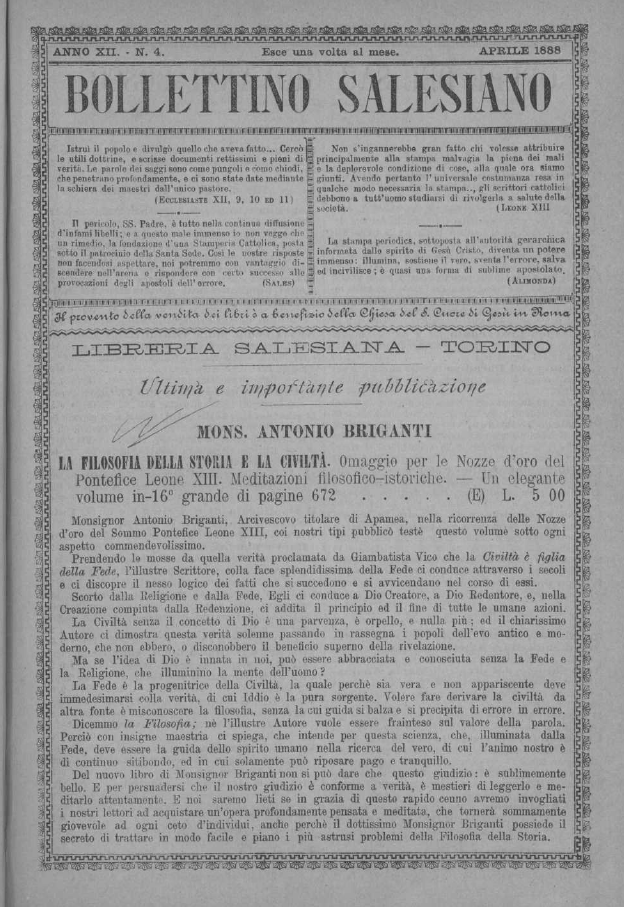 ANNO XII. - N. 4. Esce una volta al mese. APRILE 1888
BOLLETTINO SALESIANO
Istruì il popolo e divulgò quello che aveva fatto... Cercò
le utili dottrine, e scrisse documenti rettissimi e pieni di
verità. Le parole dei saggi sono come pungoli e come chiodi,
che penetrano profondamente, e ci sono state date mediante
la schiera dei maestri dall'unico pastore.
(ECCLESIASTE XII, 9, 10 ED 11)
Il pericolo, SS. Padre, è tutto nella continua diffusione
d'infami libelli; e a questo male immenso io non veggo che
un rimedio, la fondazione d'una Stamperia Cattolica, posta
sotto il patrocinio della Santa Sede. Così le nostre risposte
non facendosi aspettare, noi potremmo con vantaggio di-
scendere nell'arena e rispondere con certo successo alle
provocazioni degli apostoli dell'errore. (SALES)
Non s'ingannerebbe gran fatto chi volesse attribuire
principalmente alla stampa malvagia la piena dei mali
e la deplorevole condizione di cose, alla quale ora siamo
giunti. Avendo pertanto l'universale costumanza resa in
qualche modo necessaria la stampa.., gli scrittori cattolici
debbono a tutt'uomo studiarsi di rivolgerla a salute della
società. (LEONE XIII
La stampa periodica, sottoposta all'autorità gerarchica
informata dallo spirito di Gesù Cristo, diventa un potere
immenso: illumina, sostiene il vero, sventa l'errore, salva
ed incivilisce; è quasi una forma di sublime apostolato.
(ALIMONDA)
Il provento della vendita dei libri è a benefizio della Chiesa del S. Cuore di Gesù in Roma
LIBRERIA SALESIANA — TORINO
Ultima e importante pubblicazione
MONS. ANTONIO BRIGANTI
LA FILOSOFIA DELLA STORIA E LA CIVILTÀ. Omaggio per le Nozze d'oro del
Pontefice Leone XIII. Meditazioni filosofico-istoriche. — Un elegante
volume in-16° grande di pagine 672 . . . . . (E) L. 5 00
Monsignor Antonio Briganti, Arcivescovo titolare di Apamea, nella ricorrenza delle Nozze
d'oro del Sommo Pontefice Leone XIII, coi nostri tipi pubblicò testè questo volume sotto ogni
aspetto commendevolissimo.
Prendendo le mosse da quella verità proclamata da Giambatista Vico che la Civiltà è figlia
della Fede, l'illustre Scrittore, colla face splendidissima della Fede ci conduce attraverso i secoli
e ci discopre il nesso logico dei fatti che si succedono e si avvicendano nel corso di essi.
Scorto dalla Religione e dalla Fede, Egli ci conduce a Dio Creatore, a Dio Redentore, e, nella
Creazione compiuta dalla Redenzione, ci addita il principio ed il fine di tutte le umane azioni.
La Civiltà senza il concetto di Dio è una parvenza, è orpello, e nulla più; ed il chiarissimo
Autore ci dimostra questa verità solenne passando in rassegna i popoli dell'evo antico e mo-
derno, che non ebbero, o disconobbero il beneficio superno della rivelazione.
Ma se l'idea di Dio è innata in noi, può essere abbracciata e conosciuta senza la Fede e
la Religione, che illuminino la mente dell'uomo?
La Fede è la progenitrice della Civiltà, la quale perchè sia vera e non appariscente deve
immedesimarsi colla verità, di cui Iddio è la pura sorgente. Volere fare derivare la civiltà da
altra fonte è misconoscere la filosofia, senza la cui guida si balza e si precipita di errore in errore.
Dicemmo la Filosofia; nè l'illustre Autore vuole essere frainteso sul valore della parola.
Perciò con insigne maestria ci spiega, che intende per questa scienza, che, illuminata dalla
Fede, deve essere la guida dello spirito umano nella ricerca del vero, di cui l'animo nostro è
di continuo sitibondo, ed in cui solamente può riposare pago e tranquillo.
Del nuovo libro di Monsignor Briganti non si può dare che questo giudizio: è sublimemente
bello. E per persuadersi che il nostro giudizio è conforme a verità, è mestieri di leggerlo e me-
ditarlo attentamente. E noi saremo lieti se in grazia di questo rapido cenno avremo invogliati
i nostri lettori ad acquistare un'opera profondamente pensata e meditata, che tornerà sommamente
giovevole ad ogni ceto d'individui, anche perchè il dottissimo Monsignor Briganti possiede il
secreto di trattare in modo facile e piano i più astrusi problemi della Filosofia della Storia.